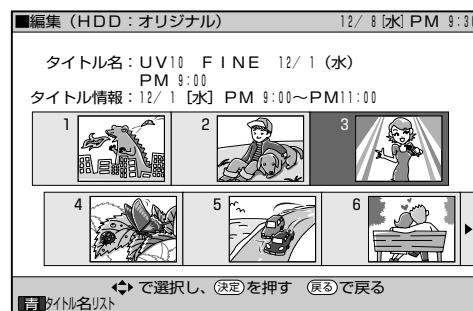 ■編集（HDD：オリジナル） 12/ 8 [水] PM 9:30
タイトル名：UV10 FINE 12/ 1 (水)
PM 9:00
タイトル情報：12/ 1 [水] PM 9:00～PM11:00
1 2 3
4 5 6
で選択し、決定を押す 戻るで戻る
青 タイトル名リスト